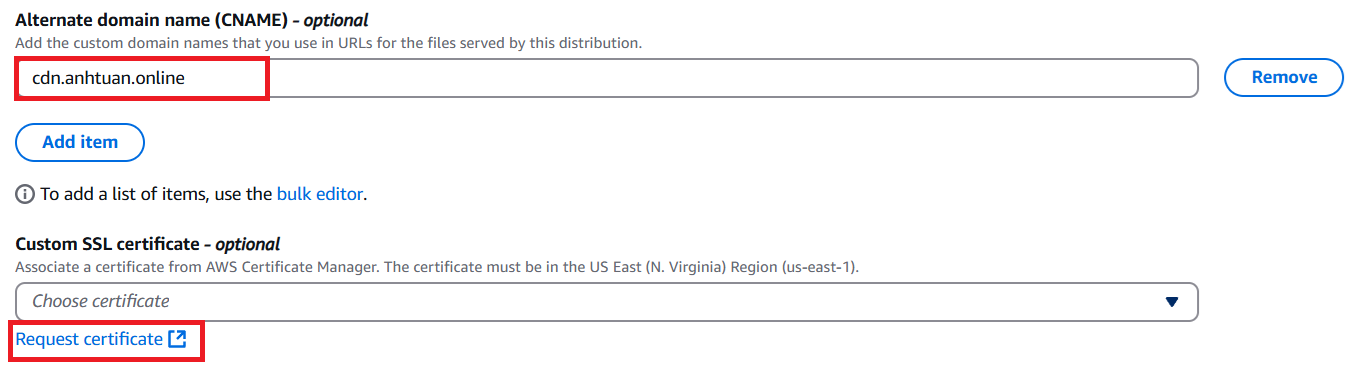 Alternate domain name (CNAME) - optional
Add the custom domain names that you use in URLs for the files served by this distribution.
cdn.anhtuan.online
Remove
Add item
To add a list of items, use the bulk editor.
Custom SSL certificate - optional
Associate a certificate from AWS Certificate Manager. The certificate must be in the US East (N. Virginia) Region (us-east-1).
Choose certificate
Request certificate